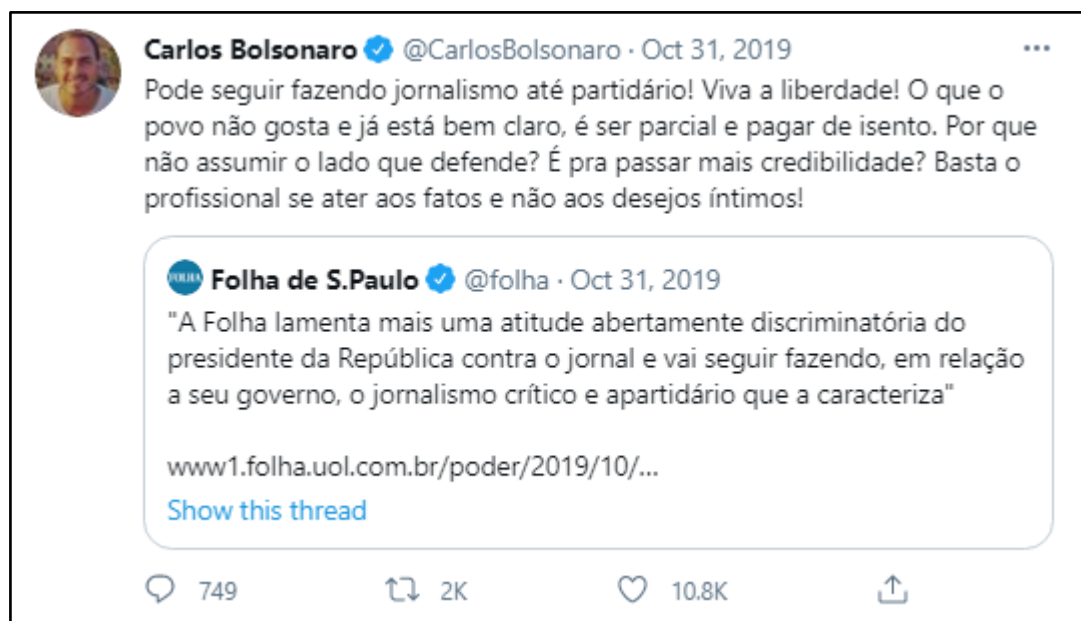 Carlos Bolsonaro @CarlosBolsonaro · Oct 31, 2019
Pode seguir fazendo jornalismo até partidário! Viva a liberdade! O que o
povo não gosta e já está bem claro, é ser parcial e pagar de isento. Por que
não assumir o lado que defende? É pra passar mais credibilidade? Basta o
profissional se ater aos fatos e não aos desejos íntimos!
FOLHA
Folha de S.Paulo @folha · Oct 31, 2019
"A Folha lamenta mais uma atitude abertamente discriminatória do
presidente da República contra o jornal e vai seguir fazendo, em relação
a seu governo, o jornalismo crítico e apartidário que a caracteriza"
www1.folha.uol.com.br/poder/2019/10/...
Show this thread
749 2K 10.8K